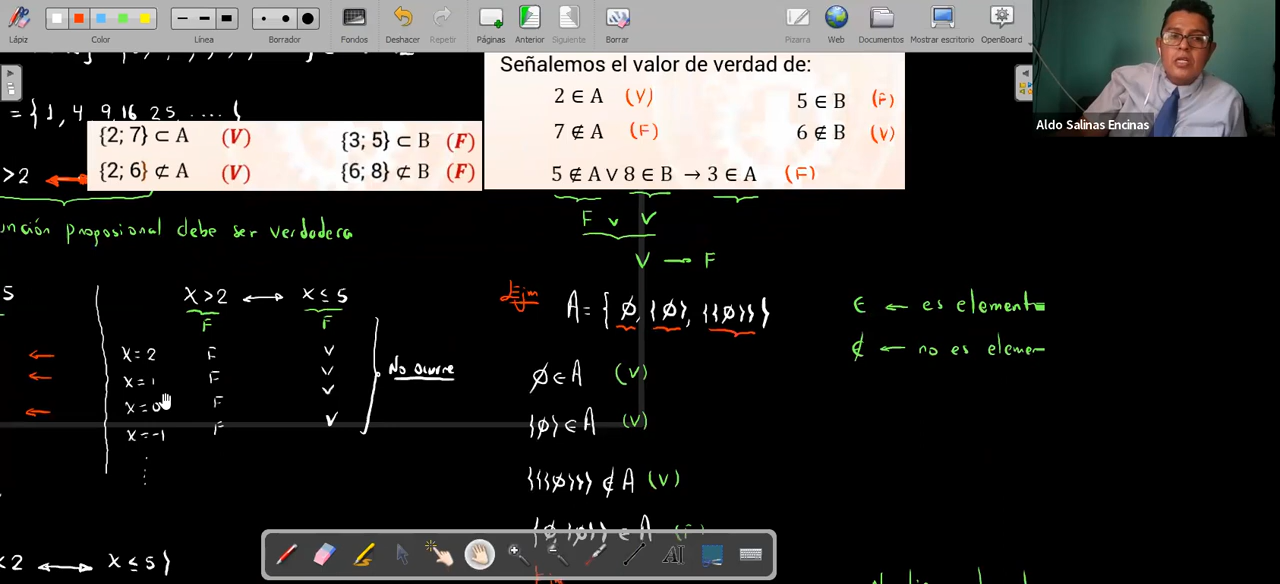 Lápiz Color Línea Borrador Fondos Deshacer Repetir Páginas Anterior Siguiente Borrar Pizarra Web Documentos Mostrar escritorio OpenBoard
Aldo Salinas Encinas
= {1, 4, 9, 16 25, ....}
>2
unción proposional debe ser verdadera
{2; 7} ⊂ A (V) {3; 5} ⊂ B (F)
{2; 6} ⊄ A (V) {6; 8} ⊄ B (F)
Señalemos el valor de verdad de:
2 ∈ A (V) 5 ∈ B (F)
7 ∉ A (F) 6 ∉ B (V)
5 ∉ A ∨ 8 ∈ B → 3 ∈ A (F)
F ∨ V
V → F
5
x>2 ↔ x≤5
F F
x=2 F V
x=1 F V
x=0 F V
x=-1 F V
No ocurre
<2 ↔ x≤5}
Ejm
A={∅, {∅}, {{∅}}}
∅∈A (V)
{∅}∈A (V)
{{{∅}}}∉A (V)
{∅ {∅}} ∈ A (F)
∈ ← es elemento
∉ ← no es elemen